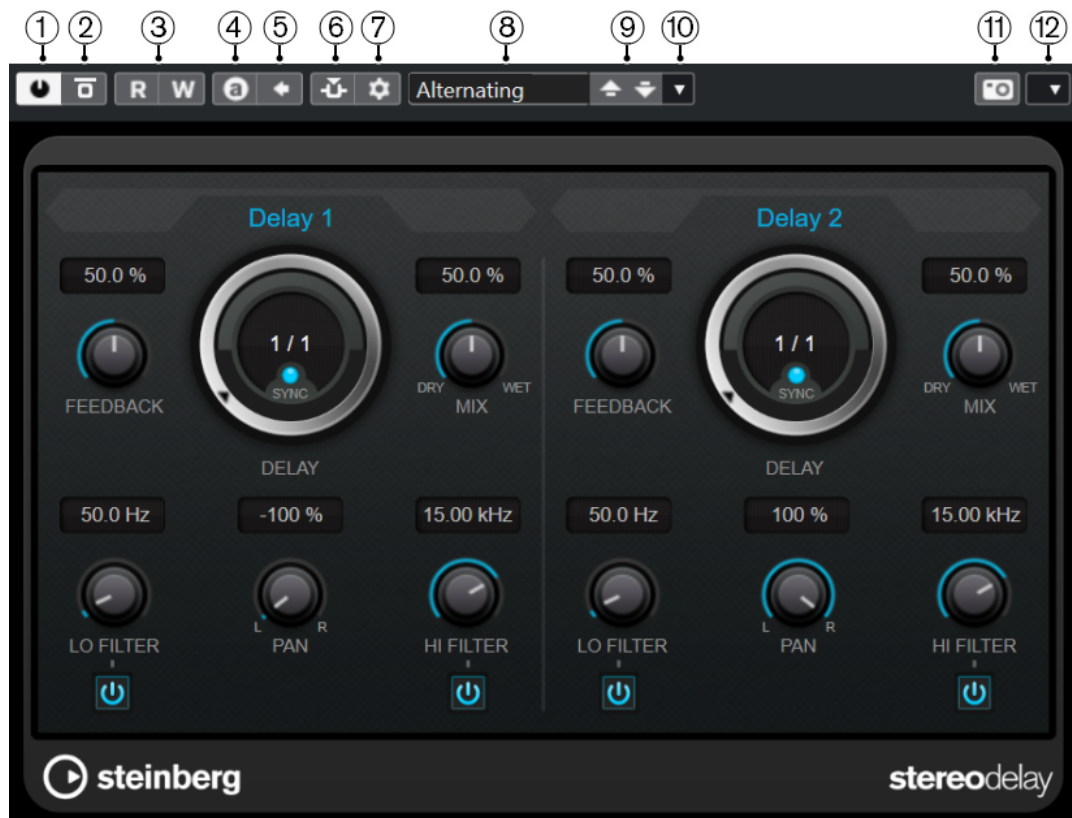 1 2 3 4 5 6 7 8 9 10 11 12
R W a Alternating
Delay 1
50.0 %
50.0 %
1 / 1
SYNC
DRY WET
FEEDBACK
MIX
DELAY
50.0 Hz
-100 %
15.00 kHz
L R
LO FILTER
PAN
HI FILTER
Delay 2
50.0 %
50.0 %
1 / 1
SYNC
DRY WET
FEEDBACK
MIX
DELAY
50.0 Hz
100 %
15.00 kHz
L R
LO FILTER
PAN
HI FILTER
steinberg
stereodelay